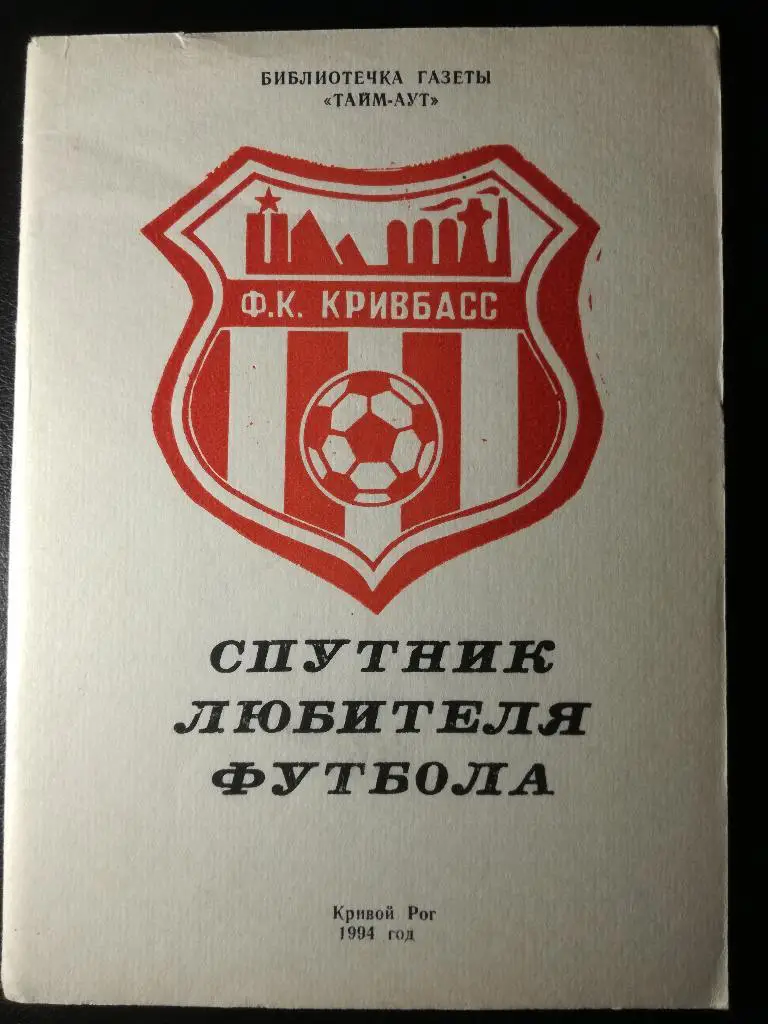 БИБЛИОТЕЧКА ГАЗЕТЫ
«ТАЙМ-АУТ»
Ф.К. КРИВБАСС
СПУТНИК
ЛЮБИТЕЛЯ
ФУТБОЛА
Кривой Рог
1994 год